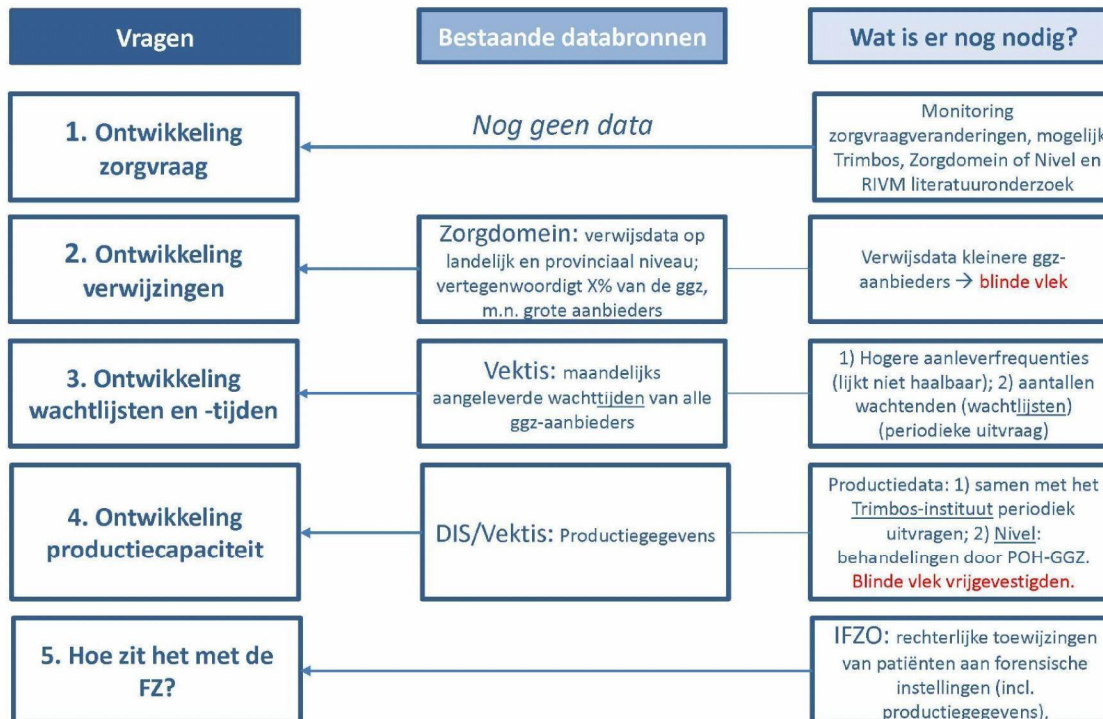 Vragen
Bestaande databronnen
Wat is er nog nodig?
1. Ontwikkeling
zorgvraag
Nog geen data
Monitoring
zorgvraagveranderingen, mogelijk
Trimbos, Zorgdomein of Nivel en
RIVM literatuuronderzoek
2. Ontwikkeling
verwijzingen
Zorgdomein: verwijsdata op
landelijk en provinciaal niveau;
vertegenwoordigt X% van de ggz,
m.n. grote aanbieders
Verwijsdata kleinere ggz-
aanbieders → blinde vlek
3. Ontwikkeling
wachtlijsten en -tijden
Vektis: maandelijks
aangeleverde wachttijden van alle
ggz-aanbieders
1) Hogere aanleverfrequenties
(lijkt niet haalbaar); 2) aantallen
wachtenden (wachtlijsten)
(periodieke uitvraag)
4. Ontwikkeling
productiecapaciteit
DIS/Vektis: Productiegegevens
Productiedata: 1) samen met het
Trimbos-instituut periodiek
uitvragen; 2) Nivel:
behandelingen door POH-GGZ.
Blinde vlek vrijgevestigden.
5. Hoe zit het met de
FZ?
IFZO: rechterlijke toewijzingen
van patiënten aan forensische
instellingen (incl.
productiegegevens),